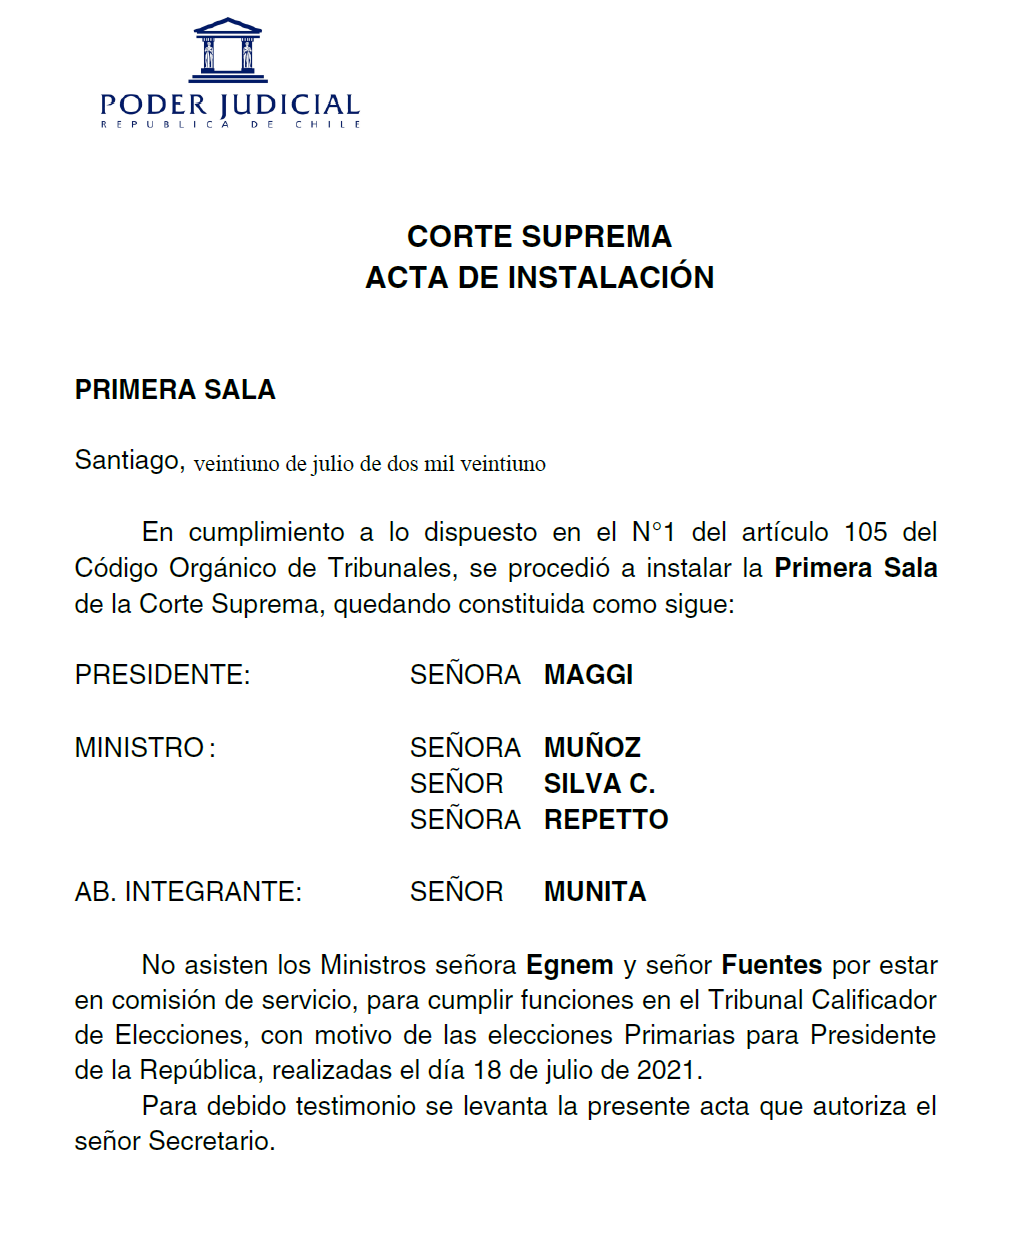 PODER JUDICIAL
REPUBLICA DE CHILE
CORTE SUPREMA
ACTA DE INSTALACIÓN
PRIMERA SALA
Santiago, veintiuno de julio de dos mil veintiuno
En cumplimiento a lo dispuesto en el N°1 del artículo 105 del
Código Orgánico de Tribunales, se procedió a instalar la Primera Sala
de la Corte Suprema, quedando constituida como sigue:
PRESIDENTE: SEÑORA MAGGI
MINISTRO : SEÑORA MUÑOZ
SEÑOR SILVA C.
SEÑORA REPETTO
AB. INTEGRANTE: SEÑOR MUNITA
No asisten los Ministros señora Egnem y señor Fuentes por estar
en comisión de servicio, para cumplir funciones en el Tribunal Calificador
de Elecciones, con motivo de las elecciones Primarias para Presidente
de la República, realizadas el día 18 de julio de 2021.
Para debido testimonio se levanta la presente acta que autoriza el
señor Secretario.